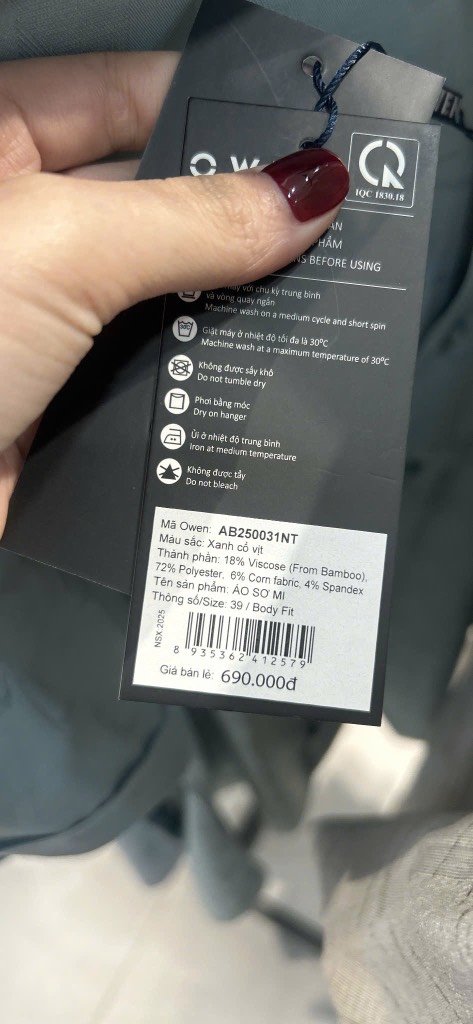 IQC 1830.18
BEFORE USING
với chu kỳ trung bình
và vòng quay ngắn
Machine wash on a medium cycle and short spin
Giặt máy ở nhiệt độ tối đa là 30ºC
Machine wash at a maximum temperature of 30ºC
Không được sấy khô
Do not tumble dry
Phơi bằng móc
Dry on hanger
Ủi ở nhiệt độ trung bình
Iron at medium temperature
Không được tẩy
Do not bleach
Mã Owen: AB250031NT
Màu sắc: Xanh cổ vịt
Thành phần: 18% Viscose (From Bamboo),
72% Polyester, 6% Corn fabric, 4% Spandex
Tên sản phẩm: ÁO SƠ MI
Thông số/Size: 39 / Body Fit
NSX 2025
8 935362 412579
Giá bán lẻ: 690.000đ